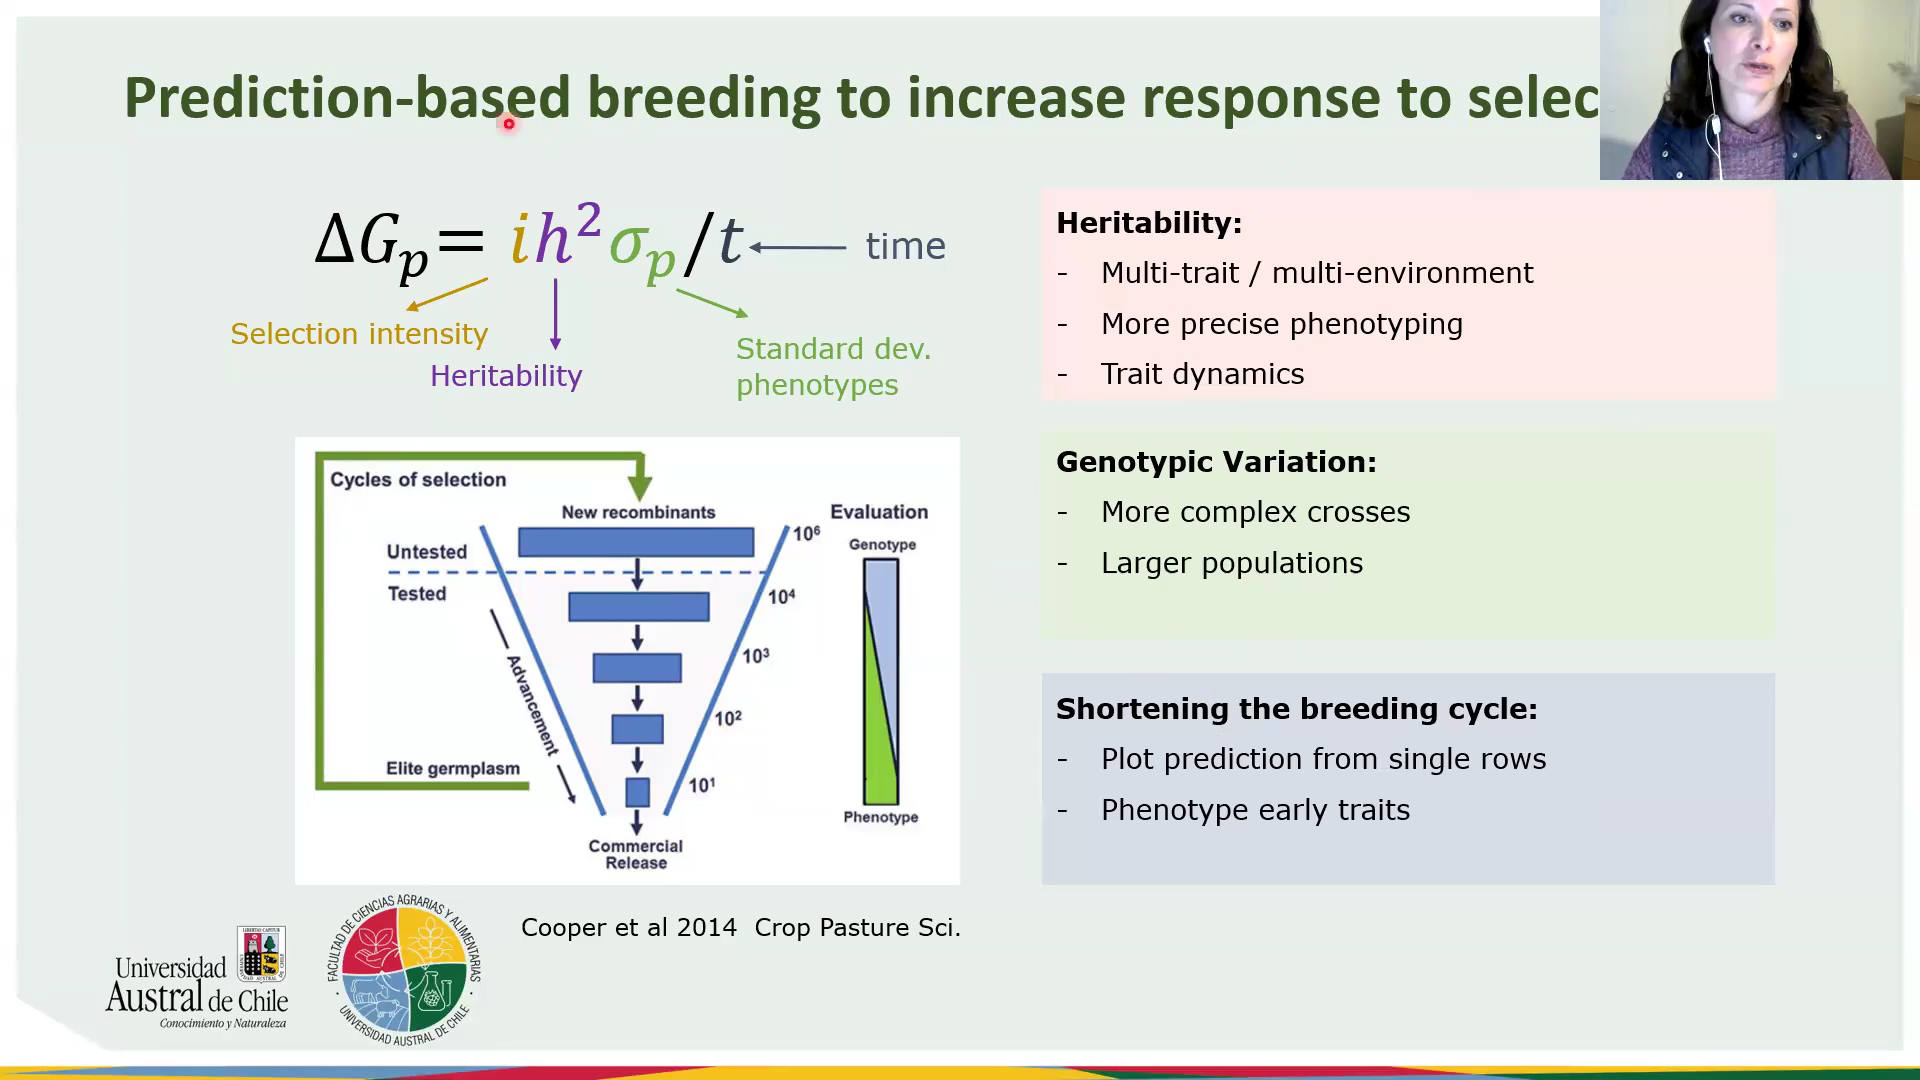 Prediction-based breeding to increase response to selec
ΔGₚ= ih²σₚ/t
time
Selection intensity
Heritability
Standard dev.
phenotypes
Cycles of selection
New recombinants
Untested
Tested
Advancement
Elite germplasm
10⁶
10⁴
10³
10²
10¹
Commercial
Release
Evaluation
Genotype
Phenotype
Cooper et al 2014 Crop Pasture Sci.
Heritability:
- Multi-trait / multi-environment
- More precise phenotyping
- Trait dynamics
Genotypic Variation:
- More complex crosses
- Larger populations
Shortening the breeding cycle:
- Plot prediction from single rows
- Phenotype early traits
Universidad
Austral de Chile
Conocimiento y Naturaleza
LIBERTAS CAPITUR
FACULTAD DE CIENCIAS AGRARIAS Y ALIMENTARIAS
· UNIVERSIDAD AUSTRAL DE CHILE ·